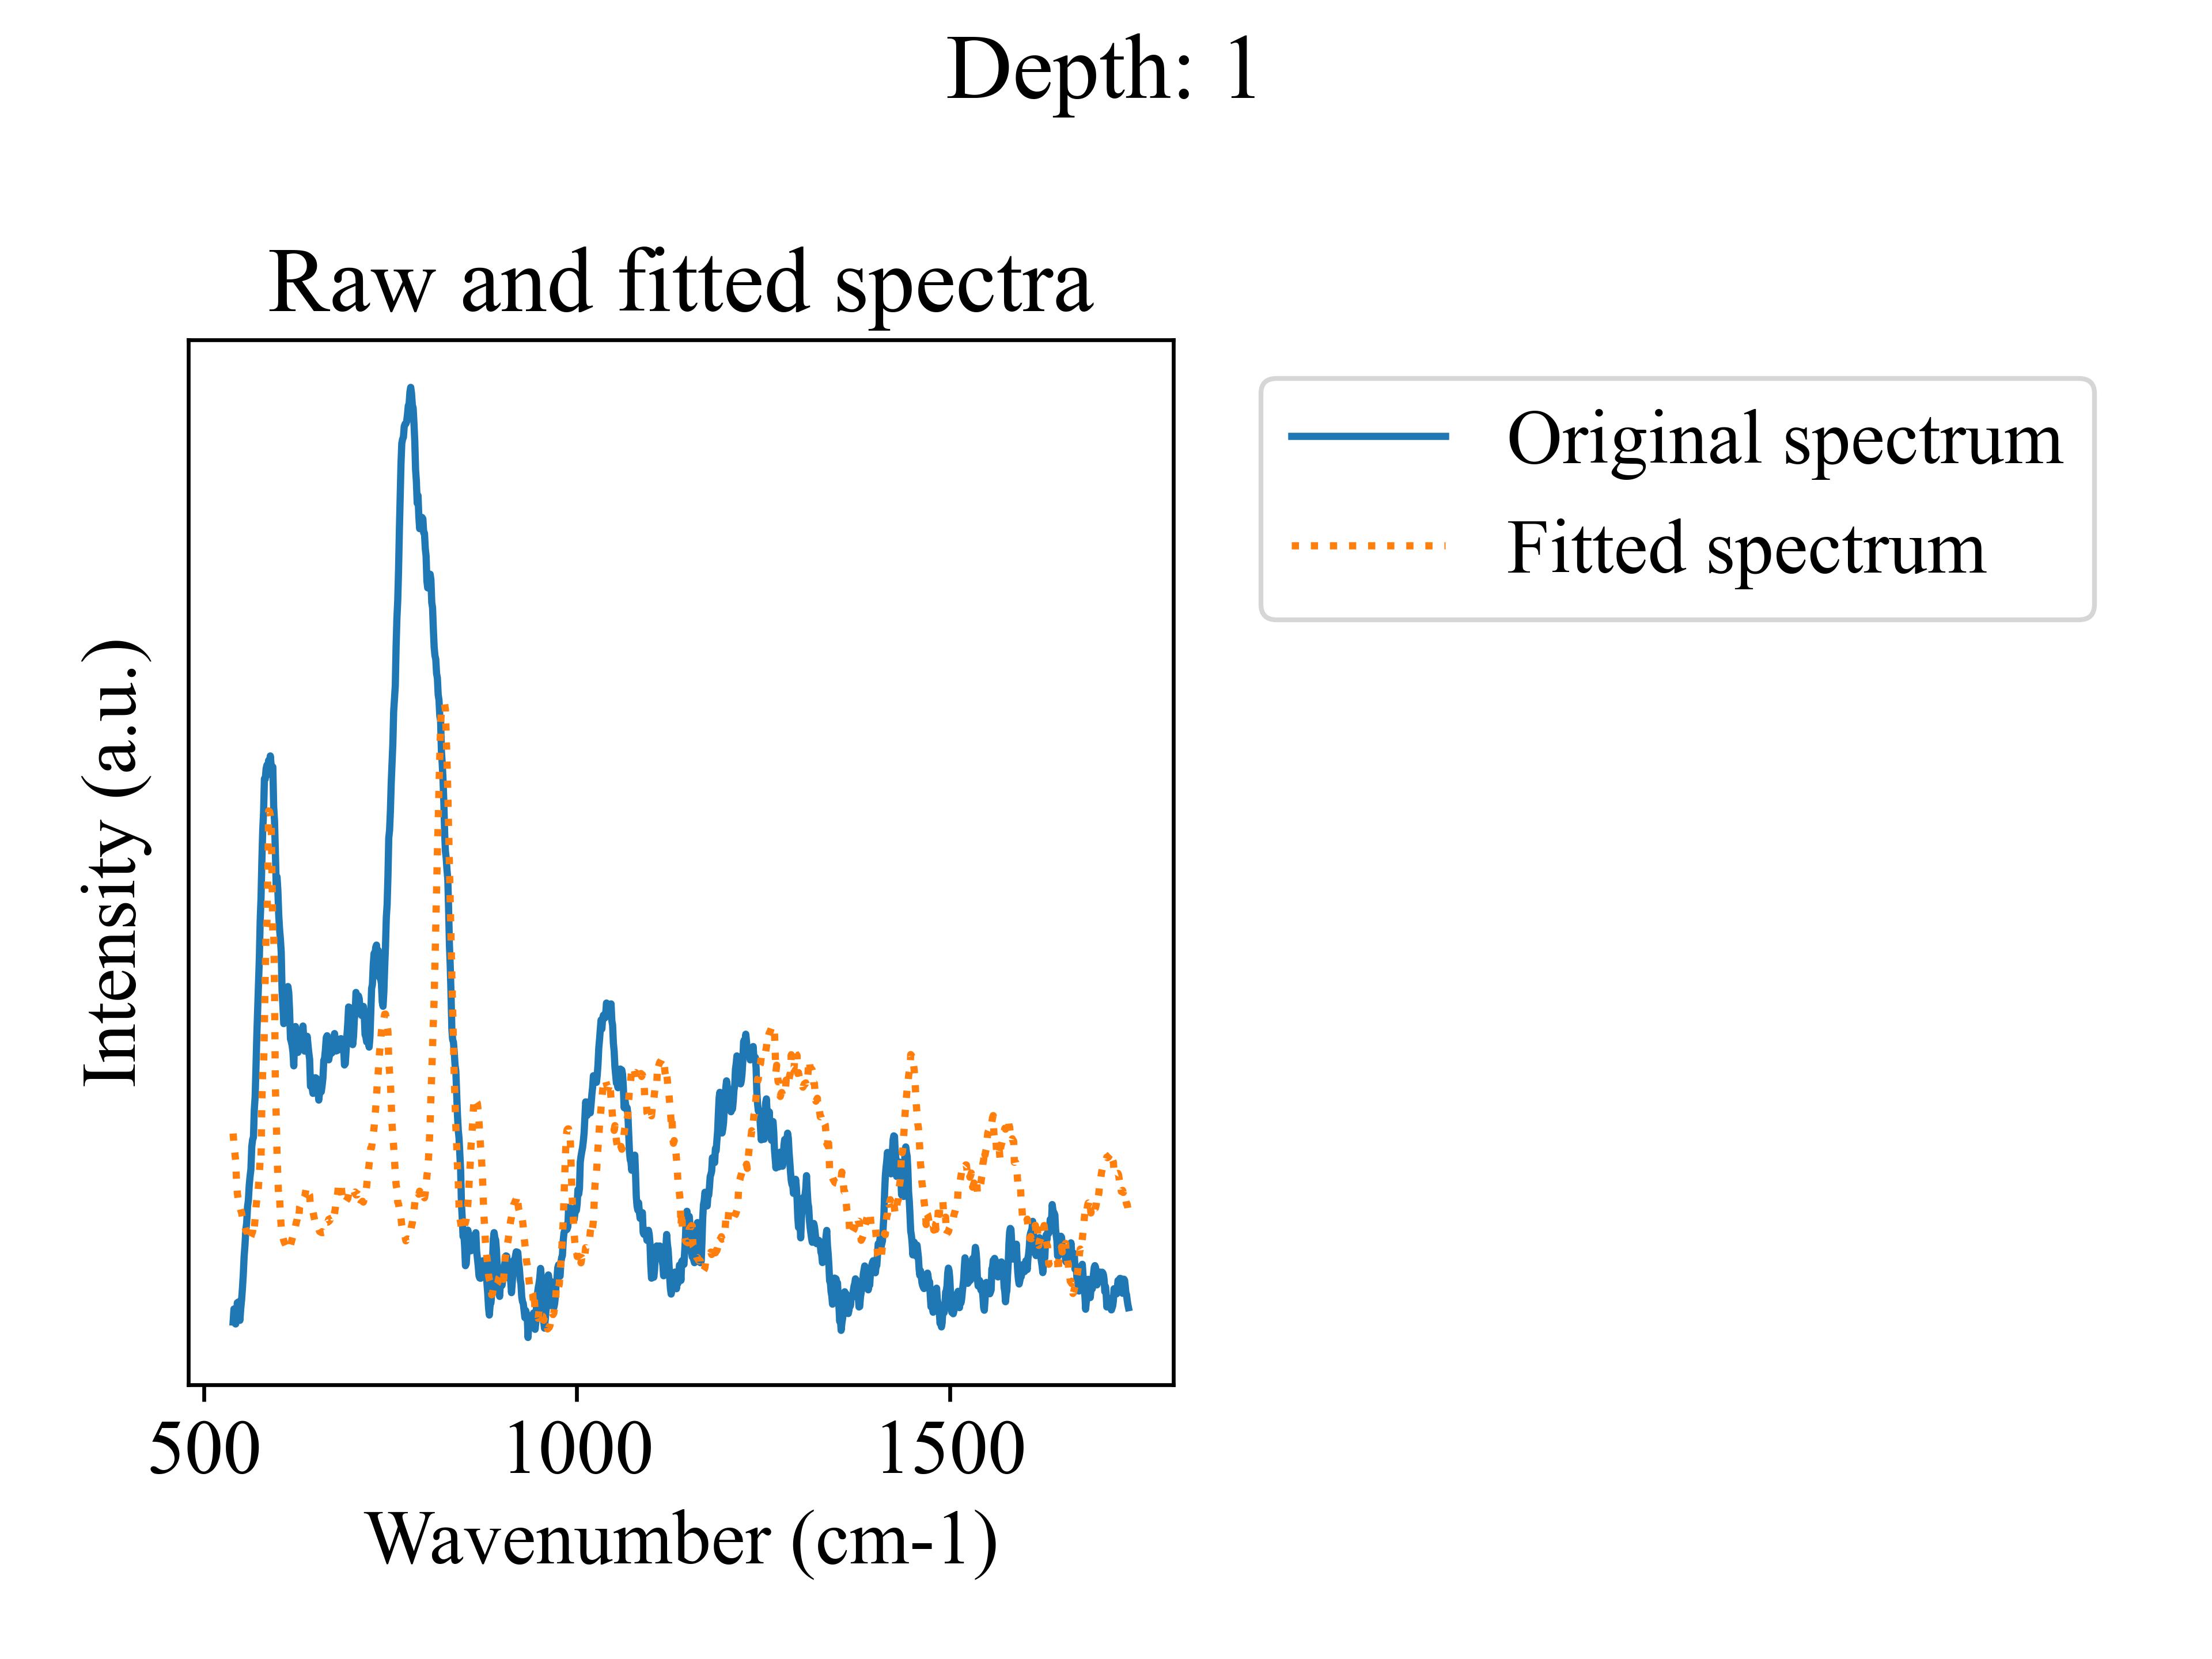 Depth: 1
Raw and fitted spectra
Original spectrum
Fitted spectrum
Intensity (a.u.)
500 1000 1500
Wavenumber (cm-1)